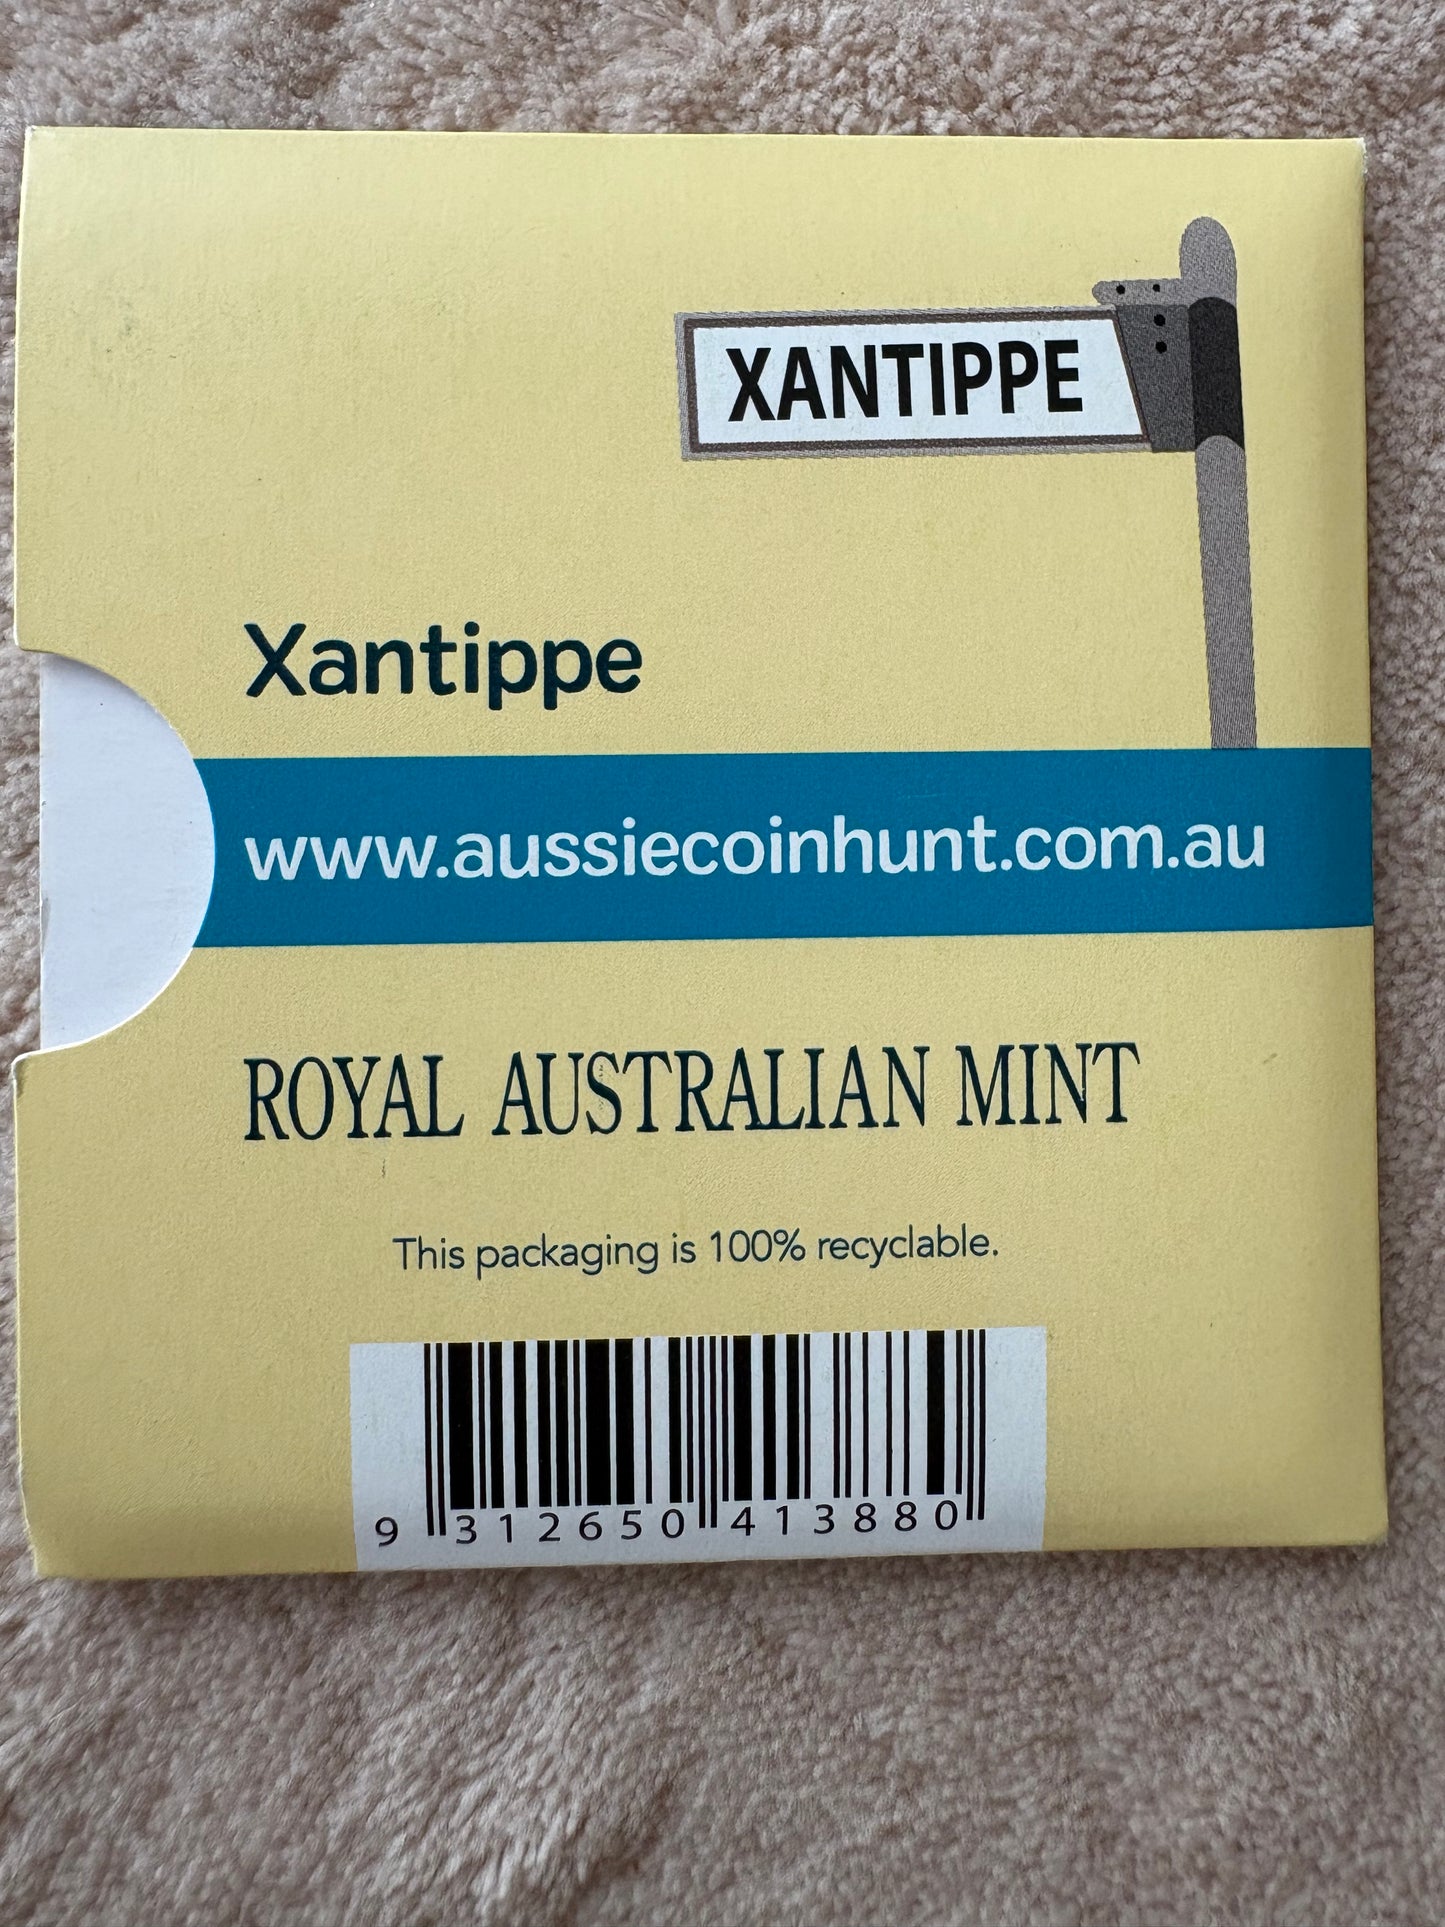 XANTIPPE
Xantippe
www.aussiecoinhunt.com.au
ROYAL AUSTRALIAN MINT
This packaging is 100% recyclable.
9 312650 413880